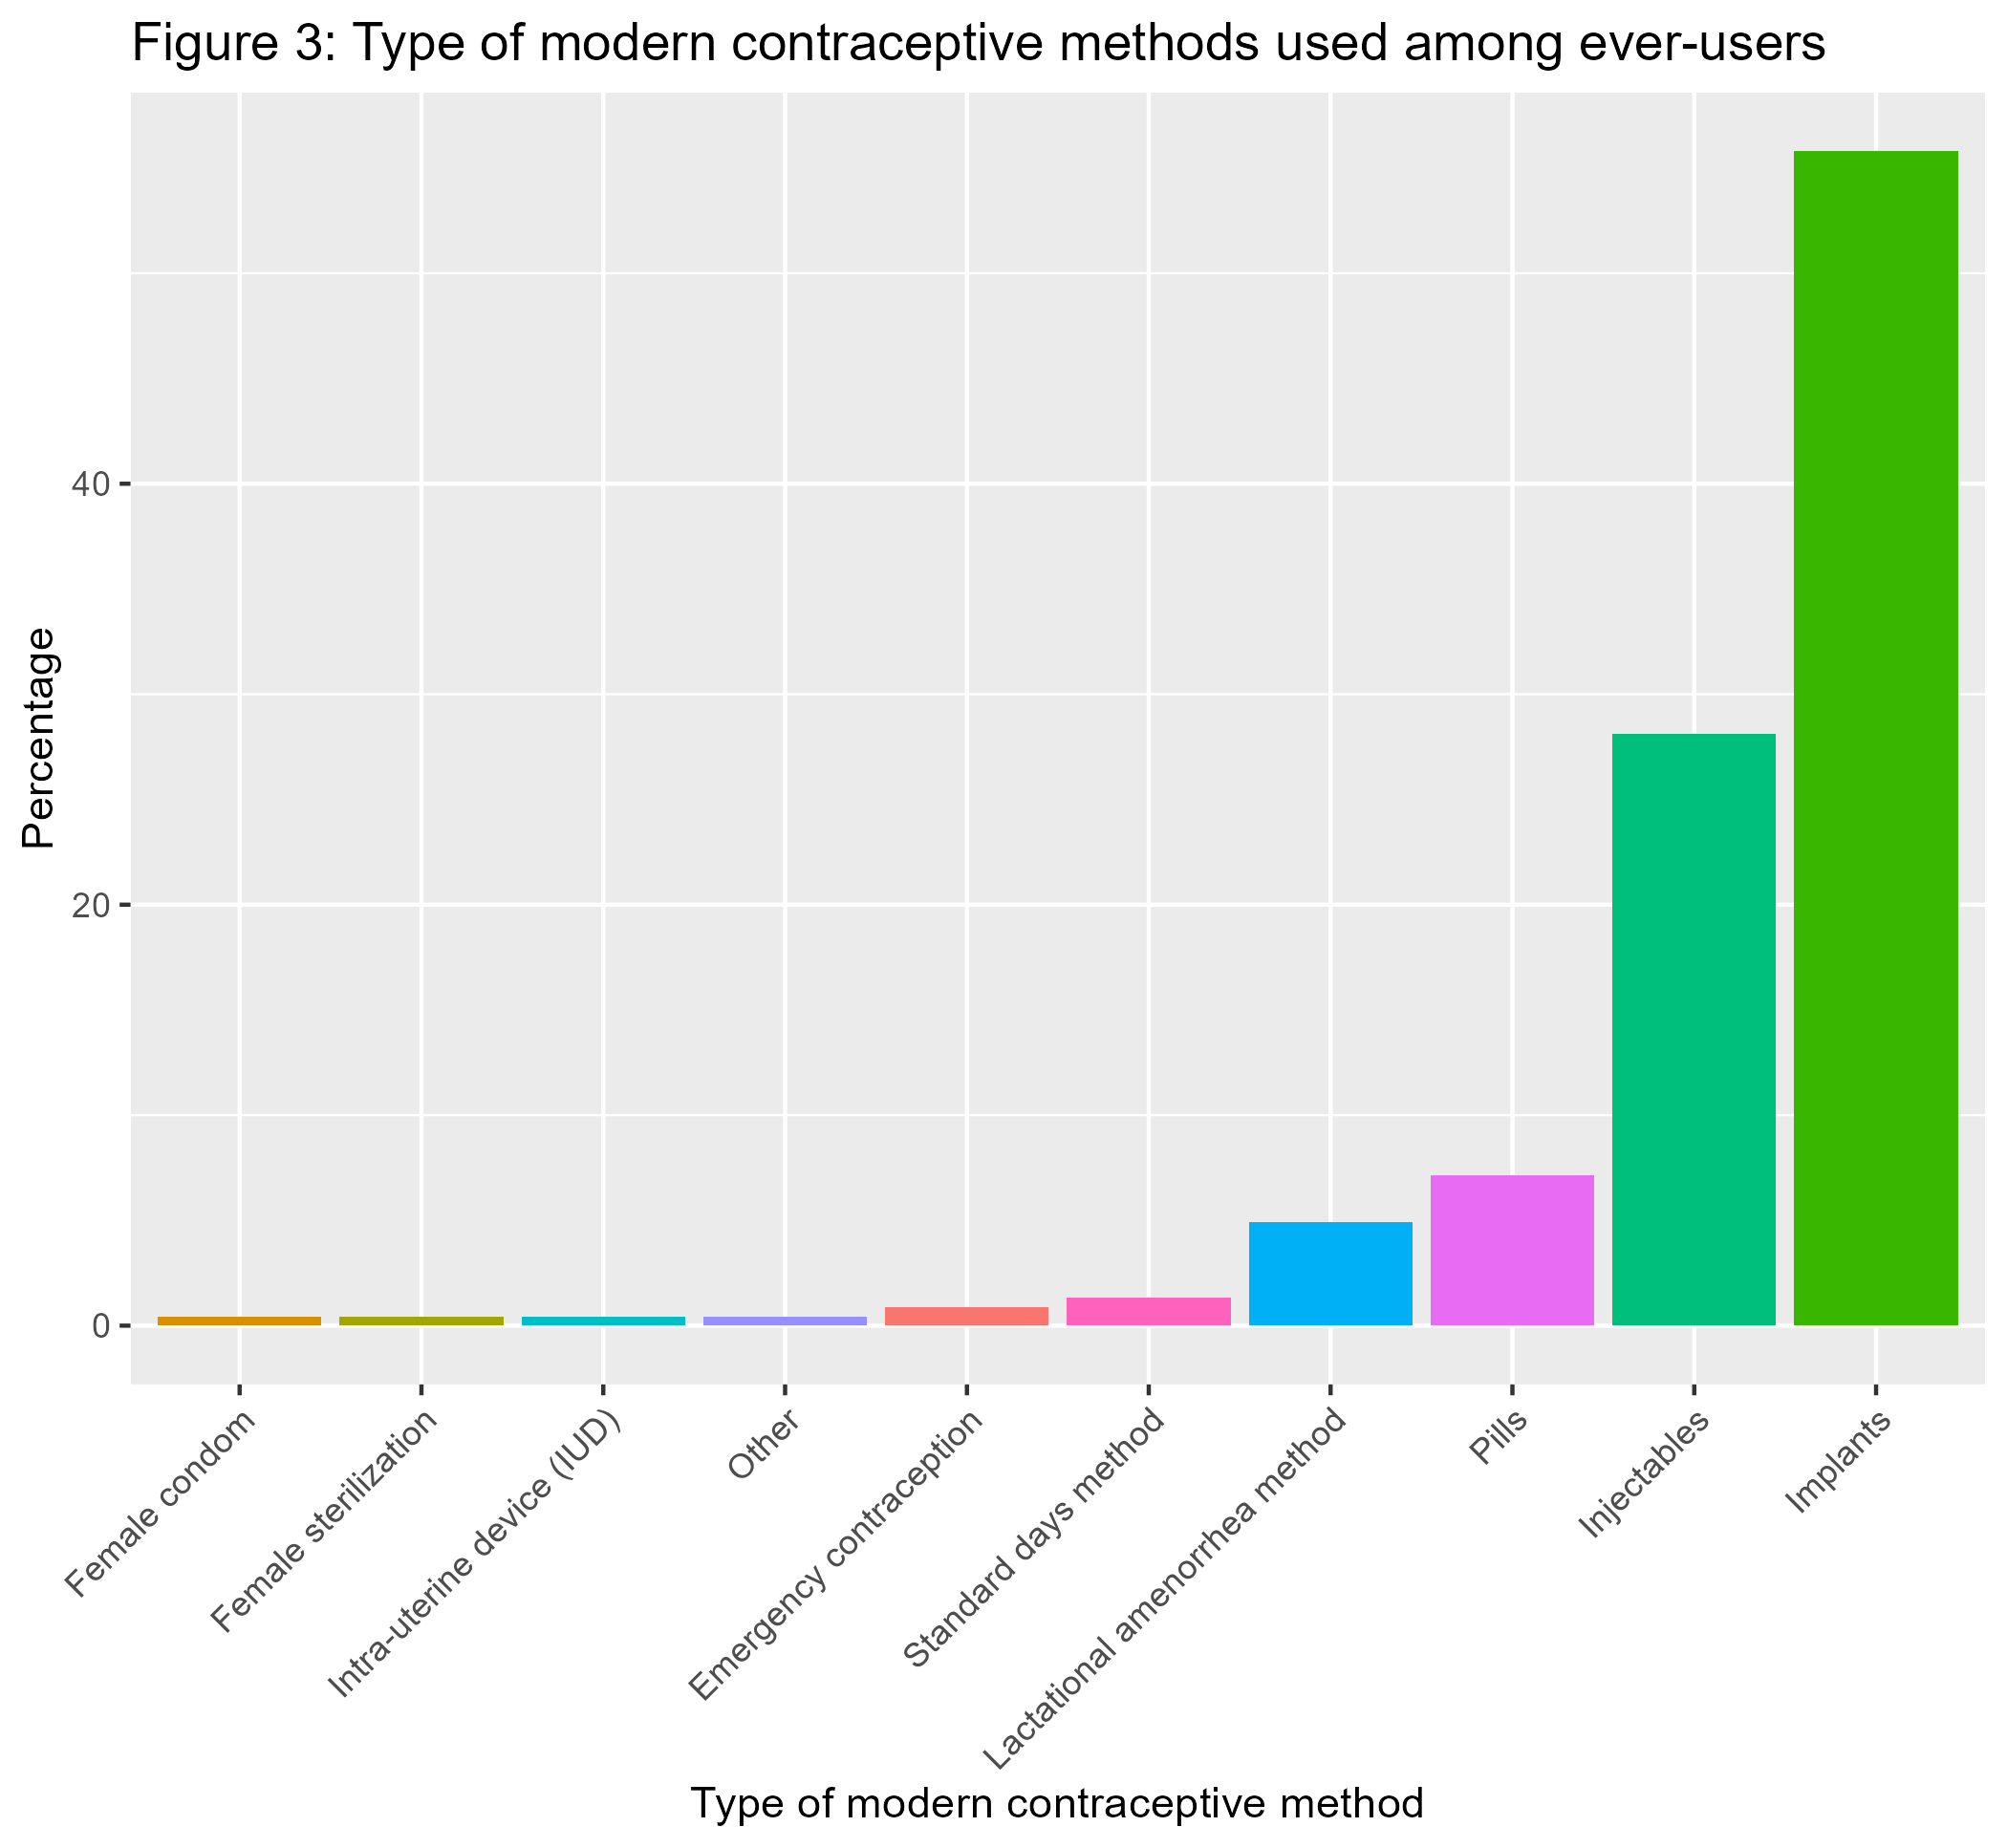 Figure 3: Type of modern contraceptive methods used among ever-users
Percentage
40
20
0
Female condom
Female sterilization
Intra-uterine device (IUD)
Other
Emergency contraception
Standard days method
Lactational amenorrhea method
Pills
Injectables
Implants
Type of modern contraceptive method